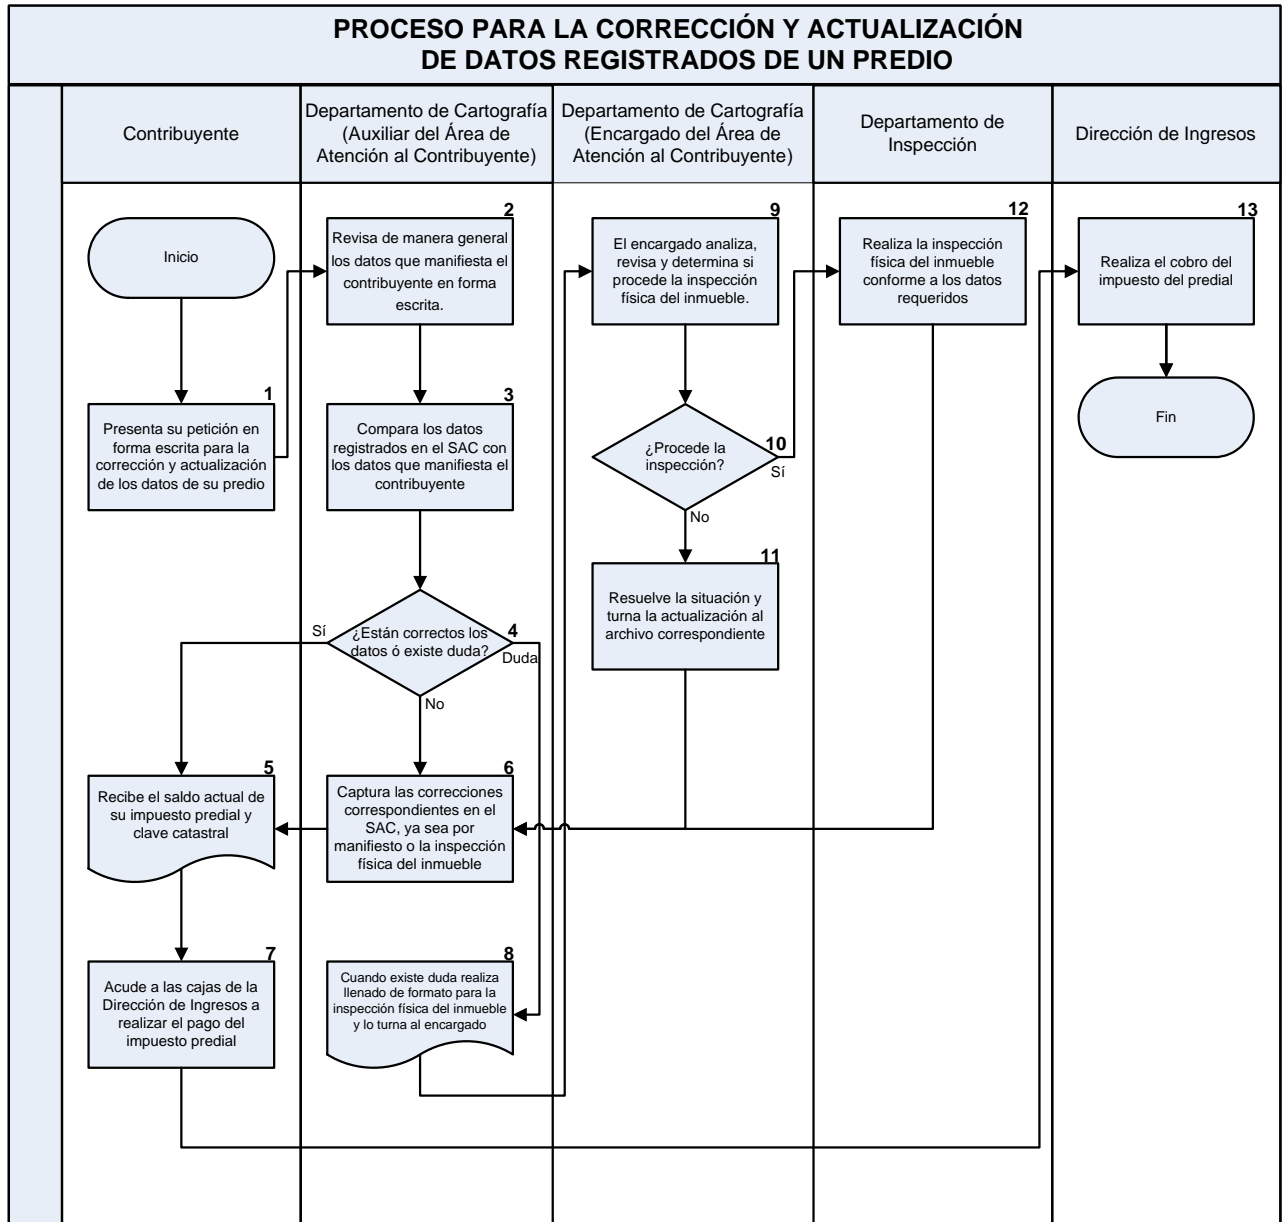 PROCESO PARA LA CORRECCIÓN Y ACTUALIZACIÓN
DE DATOS REGISTRADOS DE UN PREDIO
Contribuyente
Departamento de Cartografía
(Auxiliar del Área de
Atención al Contribuyente)
Departamento de Cartografía
(Encargado del Área de
Atención al Contribuyente)
Departamento de
Inspección
Dirección de Ingresos
Inicio
1
Presenta su petición en
forma escrita para la
corrección y actualización
de los datos de su predio
2
Revisa de manera general
los datos que manifiesta el
contribuyente en forma
escrita.
3
Compara los datos
registrados en el SAC con
los datos que manifiesta el
contribuyente
4
¿Están correctos los
datos ó existe duda?
Sí
Duda
No
5
Recibe el saldo actual de
su impuesto predial y
clave catastral
6
Captura las correcciones
correspondientes en el
SAC, ya sea por
manifiesto o la inspección
física del inmueble
7
Acude a las cajas de la
Dirección de Ingresos a
realizar el pago del
impuesto predial
8
Cuando existe duda realiza
llenado de formato para la
inspección física del inmueble
y lo turna al encargado
9
El encargado analiza,
revisa y determina si
procede la inspección
física del inmueble.
10
¿Procede la
inspección?
Sí
No
11
Resuelve la situación y
turna la actualización al
archivo correspondiente
12
Realiza la inspección
física del inmueble
conforme a los datos
requeridos
13
Realiza el cobro del
impuesto del predial
Fin